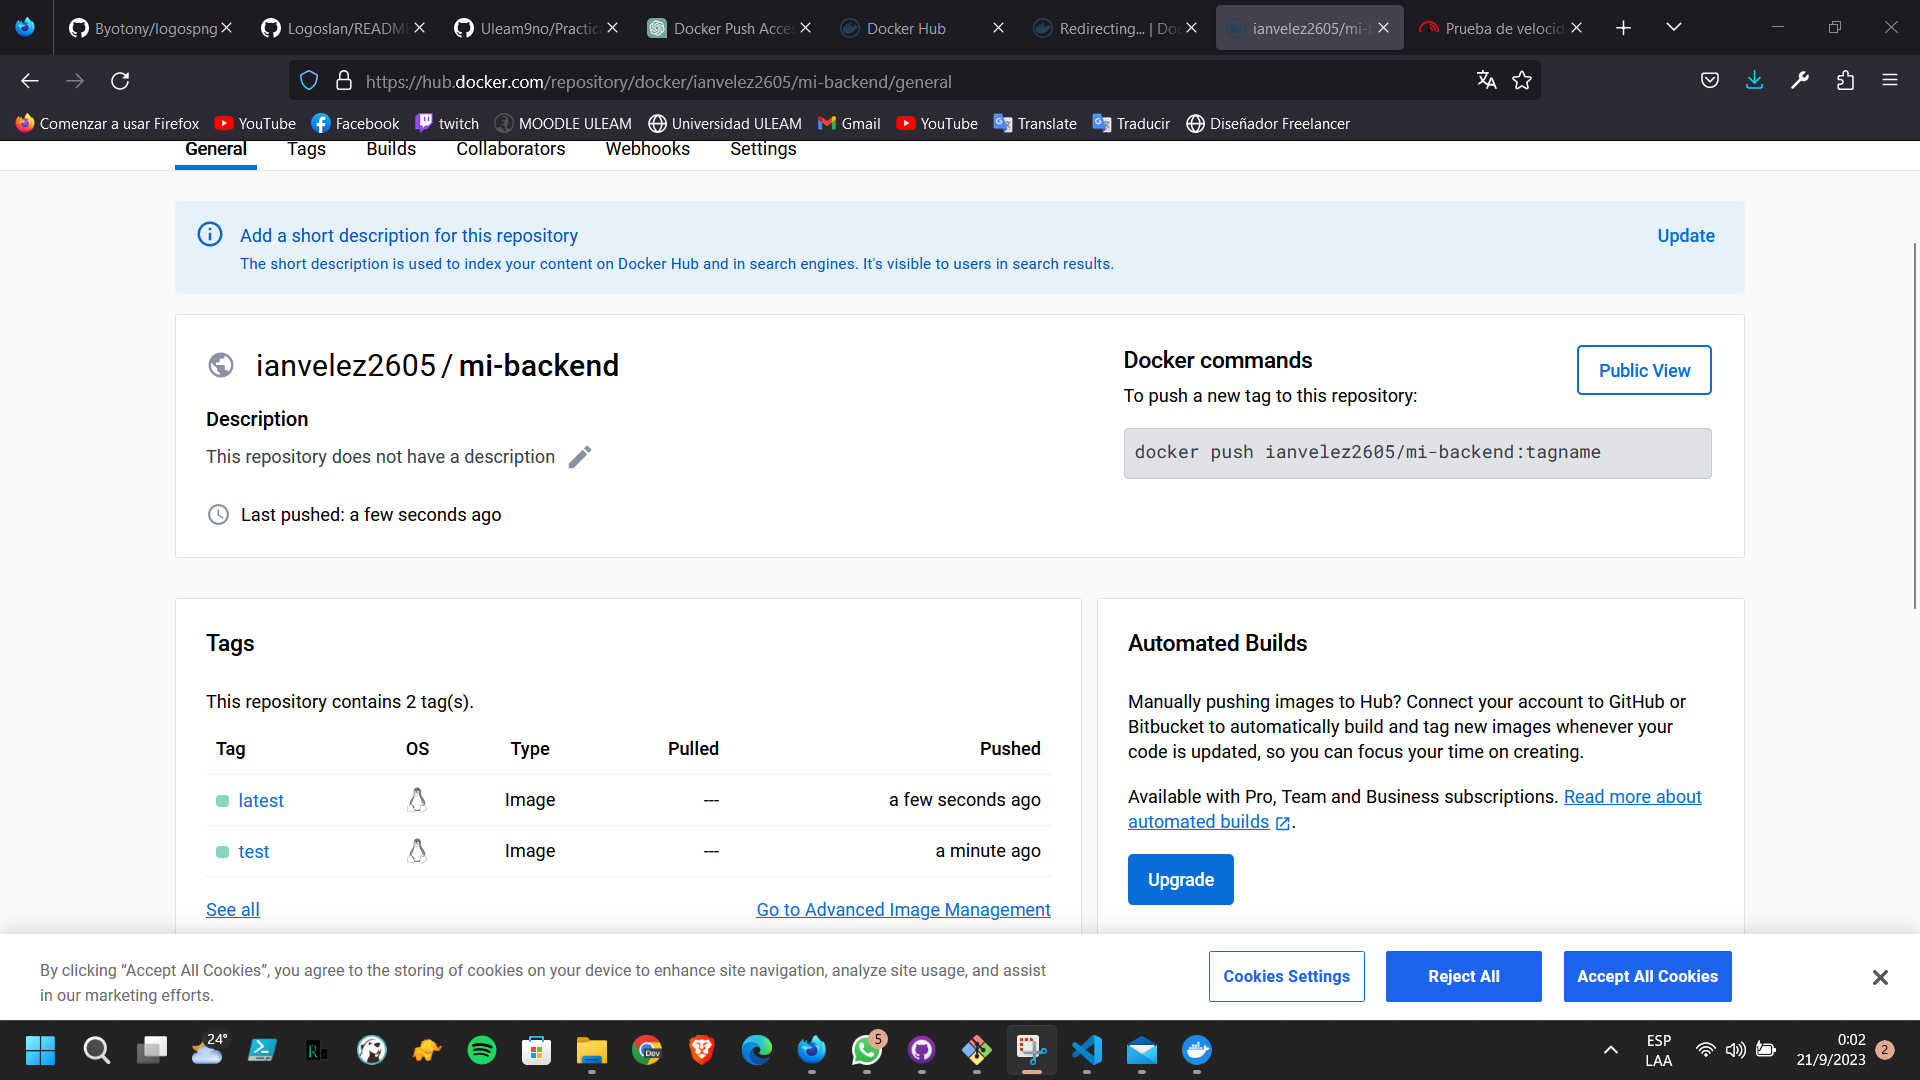 Byotony/logospng
Logoslan/README
Uleam9no/Practica
Docker Push Acces
Docker Hub
Redirecting... | Doc
ianvelez2605/mi-b
Prueba de velocid
https://hub.docker.com/repository/docker/ianvelez2605/mi-backend/general
Comenzar a usar Firefox
YouTube
Facebook
twitch
MOODLE ULEAM
Universidad ULEAM
Gmail
YouTube
Translate
Traducir
Diseñador Freelancer
General
Tags
Builds
Collaborators
Webhooks
Settings
Add a short description for this repository
Update
The short description is used to index your content on Docker Hub and in search engines. It's visible to users in search results.
ianvelez2605 / mi-backend
Description
This repository does not have a description
Last pushed: a few seconds ago
Docker commands
Public View
To push a new tag to this repository:
docker push ianvelez2605/mi-backend:tagname
Tags
This repository contains 2 tag(s).
Tag OS Type Pulled Pushed
latest Image --- a few seconds ago
test Image --- a minute ago
See all
Go to Advanced Image Management
Automated Builds
Manually pushing images to Hub? Connect your account to GitHub or
Bitbucket to automatically build and tag new images whenever your
code is updated, so you can focus your time on creating.
Available with Pro, Team and Business subscriptions. Read more about
automated builds .
Upgrade
By clicking “Accept All Cookies”, you agree to the storing of cookies on your device to enhance site navigation, analyze site usage, and assist
in our marketing efforts.
Cookies Settings
Reject All
Accept All Cookies
24°
Dev
5
ESP
LAA
0:02
21/9/2023
2